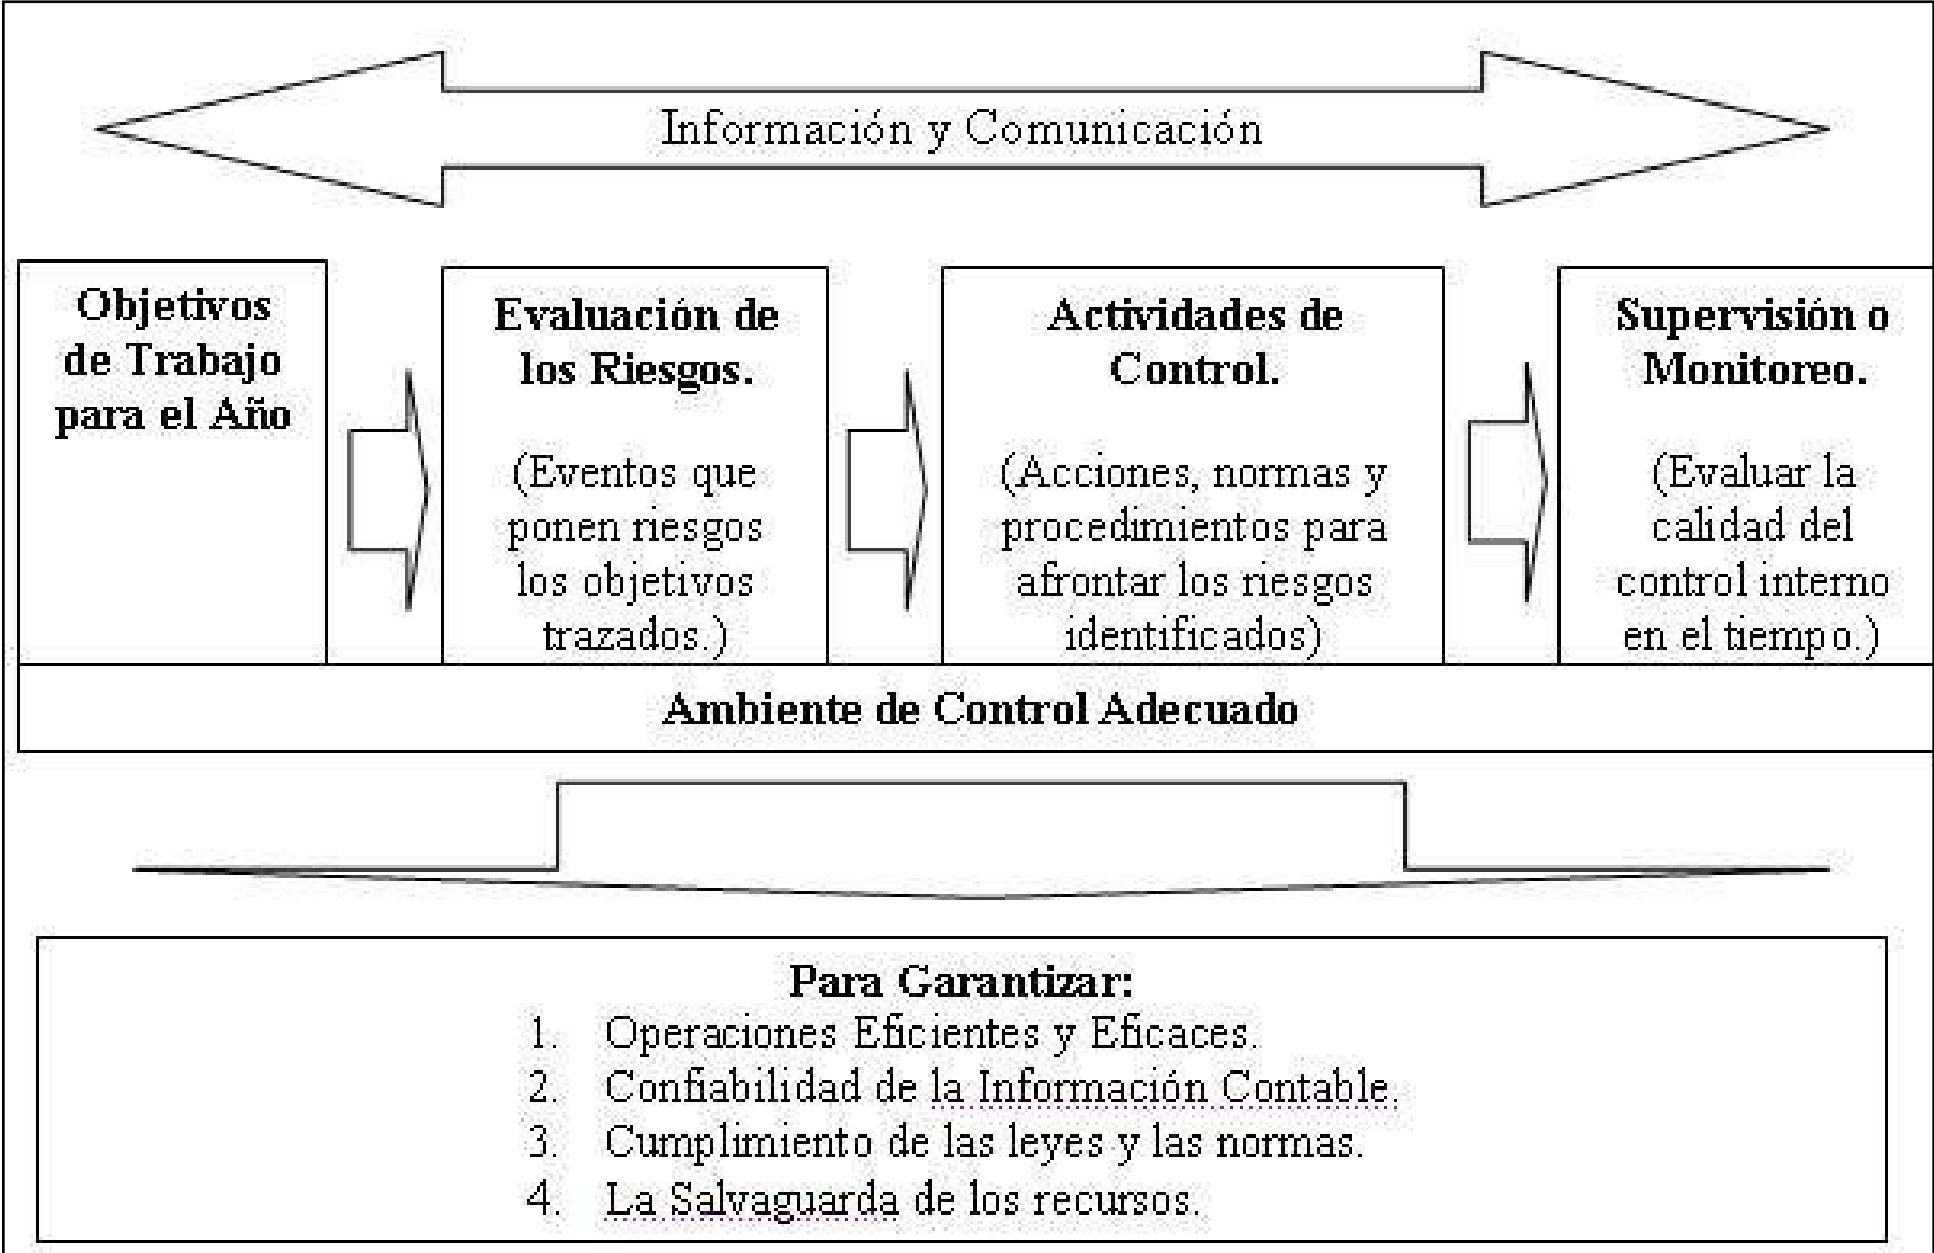 Información y Comunicación
Objetivos
de Trabajo
para el Año
Evaluación de
los Riesgos.
(Eventos que
ponen riesgos
los objetivos
trazados.)
Actividades de
Control.
(Acciones, normas y
procedimientos para
afrontar los riesgos
identificados)
Supervisión o
Monitoreo.
(Evaluar la
calidad del
control interno
en el tiempo.)
Ambiente de Control Adecuado
Para Garantizar:
1. Operaciones Eficientes y Eficaces.
2. Confiabilidad de la Información Contable.
3. Cumplimiento de las leyes y las normas.
4. La Salvaguarda de los recursos.